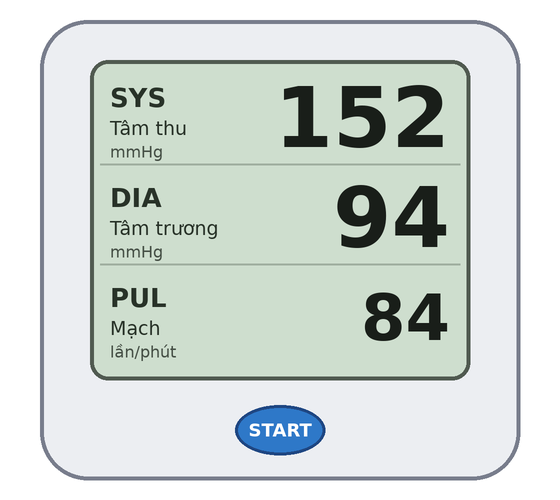 SYS
Tâm thu
mmHg
152
DIA
Tâm trương
mmHg
94
PUL
Mạch
lần/phút
84
START